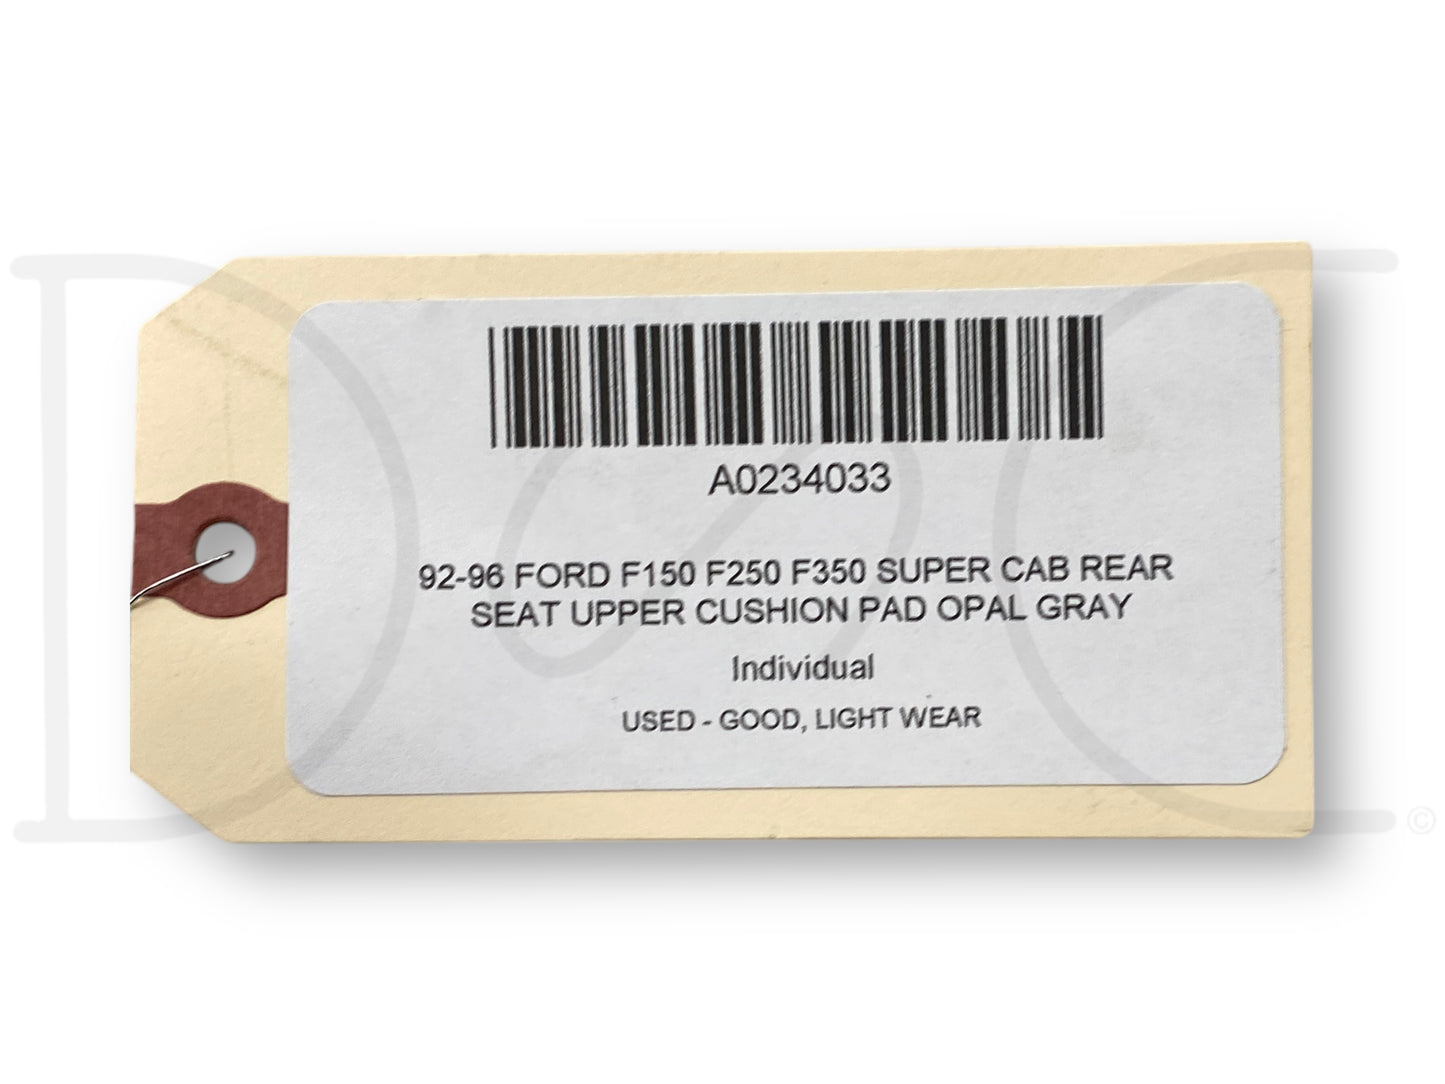 A0234033
92-96 FORD F150 F250 F350 SUPER CAB REAR
SEAT UPPER CUSHION PAD OPAL GRAY
Individual
USED - GOOD, LIGHT WEAR
©